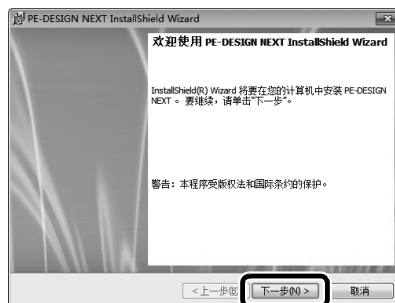 PE-DESIGN NEXT InstallShield Wizard
欢迎使用 PE-DESIGN NEXT InstallShield Wizard
InstallShield(R) Wizard 将要在您的计算机中安装 PE-DESIGN
NEXT 。 要继续，请单击“下一步”。
警告：本程序受版权法和国际条约的保护。
<上一步(B) 下一步(N) > 取消